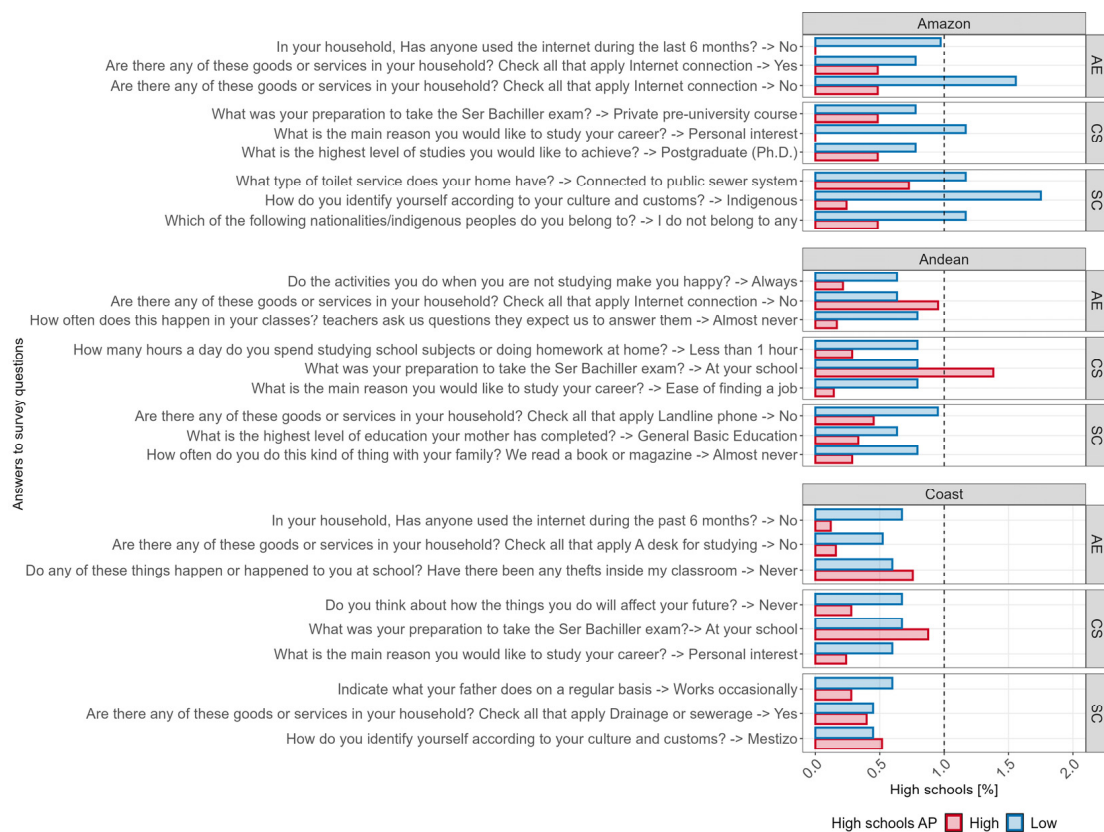 Answers to survey questions
Amazon
In your household, Has anyone used the internet during the last 6 months? -> No
Are there any of these goods or services in your household? Check all that apply Internet connection -> Yes
Are there any of these goods or services in your household? Check all that apply Internet connection -> No
AE
What was your preparation to take the Ser Bachiller exam? -> Private pre-university course
What is the main reason you would like to study your career? -> Personal interest
What is the highest level of studies you would like to achieve? -> Postgraduate (Ph.D.)
CS
What type of toilet service does your home have? -> Connected to public sewer system
How do you identify yourself according to your culture and customs? -> Indigenous
Which of the following nationalities/indigenous peoples do you belong to? -> I do not belong to any
SC
Andean
Do the activities you do when you are not studying make you happy? -> Always
Are there any of these goods or services in your household? Check all that apply Internet connection -> No
How often does this happen in your classes? teachers ask us questions they expect us to answer them -> Almost never
AE
How many hours a day do you spend studying school subjects or doing homework at home? -> Less than 1 hour
What was your preparation to take the Ser Bachiller exam? -> At your school
What is the main reason you would like to study your career? -> Ease of finding a job
CS
Are there any of these goods or services in your household? Check all that apply Landline phone -> No
What is the highest level of education your mother has completed? -> General Basic Education
How often do you do this kind of thing with your family? We read a book or magazine -> Almost never
SC
Coast
In your household, Has anyone used the internet during the past 6 months? -> No
Are there any of these goods or services in your household? Check all that apply A desk for studying -> No
Do any of these things happen or happened to you at school? Have there been any thefts inside my classroom -> Never
AE
Do you think about how the things you do will affect your future? -> Never
What was your preparation to take the Ser Bachiller exam?-> At your school
What is the main reason you would like to study your career? -> Personal interest
CS
Indicate what your father does on a regular basis -> Works occasionally
Are there any of these goods or services in your household? Check all that apply Drainage or sewerage -> Yes
How do you identify yourself according to your culture and customs? -> Mestizo
SC
0.0 0.5 1.0 1.5 2.0
High schools [%]
High schools AP High Low